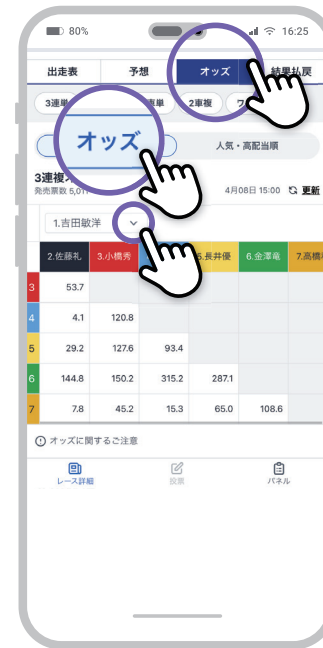 80% 16:25
出走表 予想 オッズ 結果払戻
3連単 車単 2車複 ワ
オッズ 人気・高配当順
3連複オ
発売票数 5,011 4月08日 15:00 更新
1.吉田敏洋
2.佐藤礼 3.小橋秀 5.長井優 6.金澤竜 7.高橋
3 53.7
4 4.1 120.8
5 29.2 127.6 93.4
6 144.8 150.2 315.2 287.1
7 7.8 45.2 15.3 65.0 108.6
オッズに関するご注意
レース詳細 投票 パネル